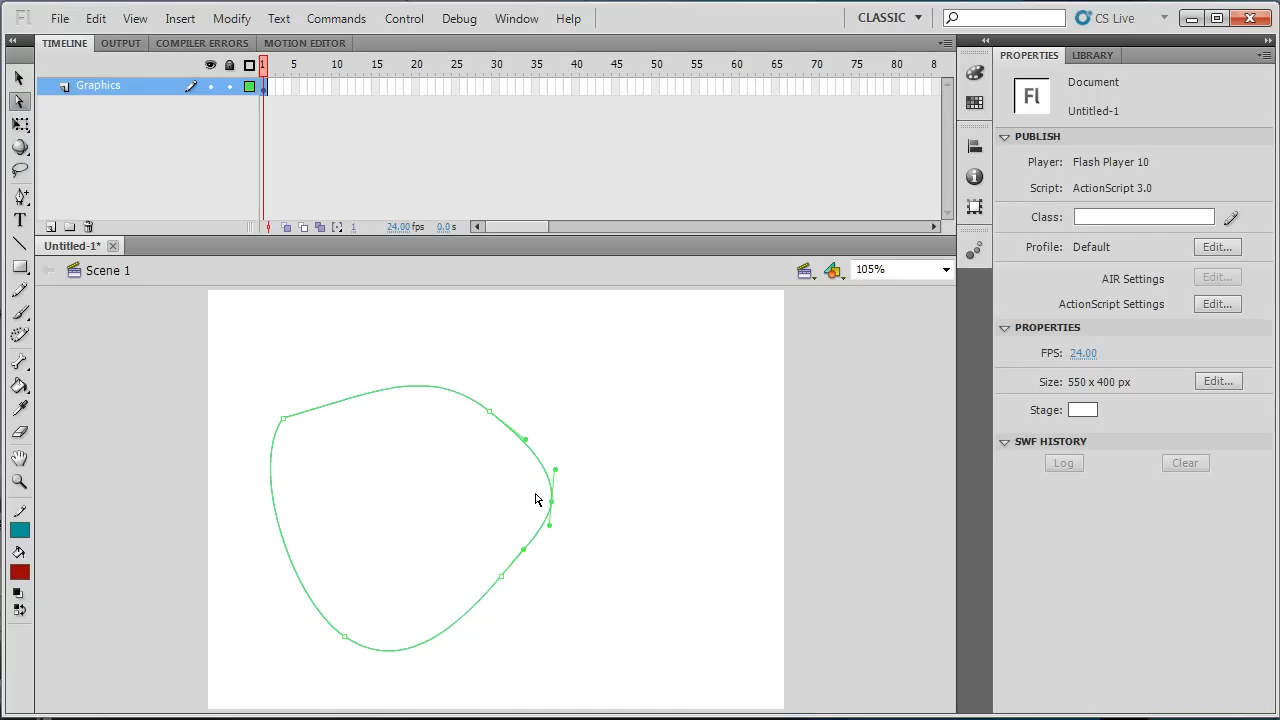 Fl File Edit View Insert Modify Text Commands Control Debug Window Help CLASSIC CS Live
TIMELINE OUTPUT COMPILER ERRORS MOTION EDITOR
1 10 15 20 25 30 35 40 45 50 55 60 65 70 75 80 8
Graphics
1 24.00 fps 0.0 s
Untitled-1*
Scene 1 105%
PROPERTIES LIBRARY
Fl Document
Untitled-1
PUBLISH
Player: Flash Player 10
Script: ActionScript 3.0
Class:
Profile: Default Edit...
AIR Settings Edit...
ActionScript Settings Edit...
PROPERTIES
FPS: 24.00
Size: 550 x 400 px Edit...
Stage:
SWF HISTORY
Log Clear
T